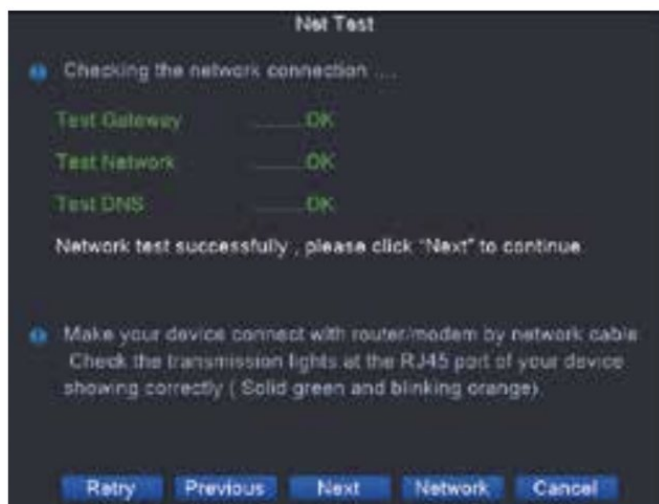 Net Test
Checking the network connection ....
Test Gateway ........OK
Test Network ........OK
Test DNS ........OK
Network test successfully , please click "Next" to continue
Make your device connect with router/modem by network cable
Check the transmission lights at the RJ45 port of your device
showing correctly ( Solid green and blinking orange).
Retry Previous Next Network Cancel